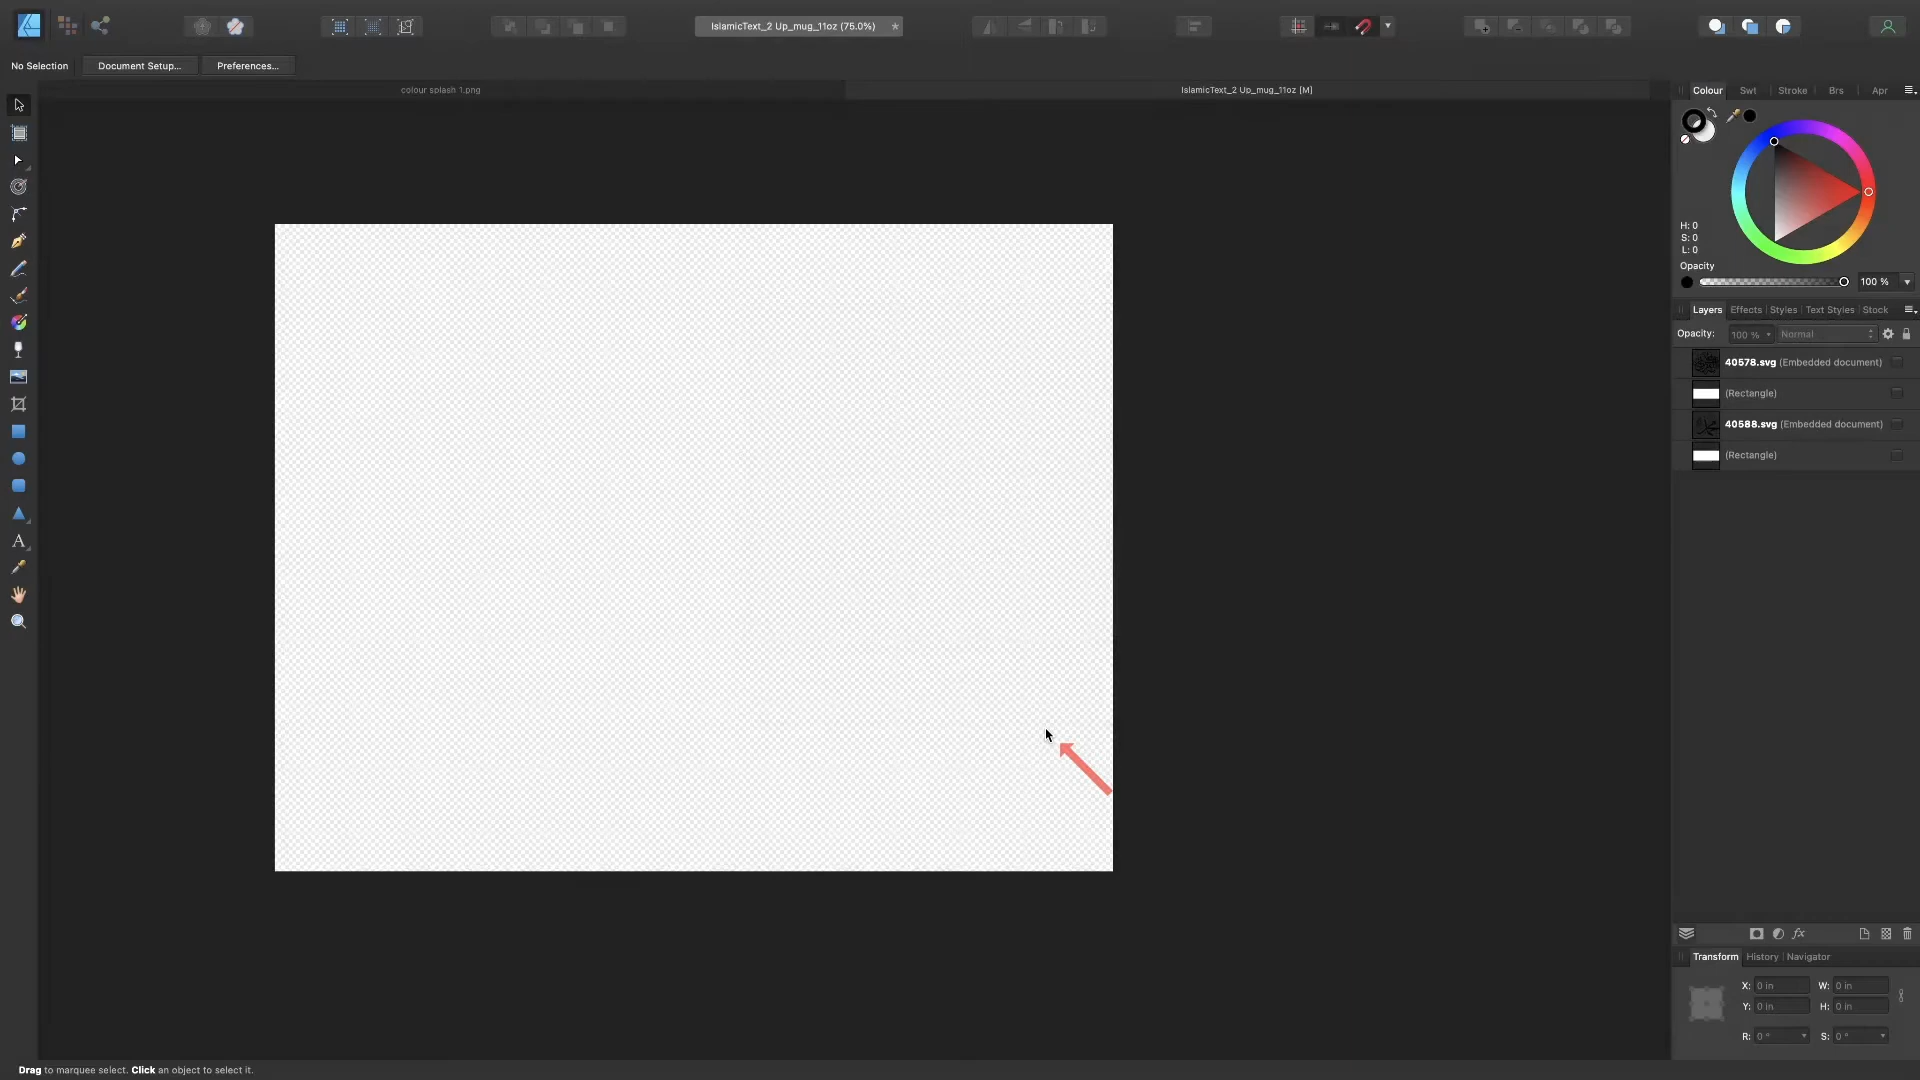 IslamicText_2 Up_mug_11oz (75.0%) *
No Selection
Document Setup...
Preferences...
colour splash 1.png
IslamicText_2 Up_mug_11oz [M]
Colour
Swt
Stroke
Brs
Apr
H: 0
S: 0
L: 0
Opacity
100 %
Layers
Effects
Styles
Text Styles
Stock
Opacity:
100 %
Normal
40578.svg (Embedded document)
(Rectangle)
40588.svg (Embedded document)
(Rectangle)
fx
Transform
History
Navigator
X: 0 in
W: 0 in
Y: 0 in
H: 0 in
R: 0 °
S: 0 °
A
Drag to marquee select. Click an object to select it.